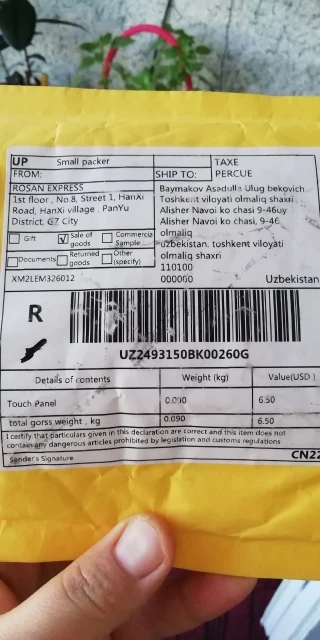 UP Small packer TAXE
FROM: SHIP TO: PERCUE
ROSAN EXPRESS
1st floor, No.8, Street 1, HanXi
Road, HanXi village, PanYu
District, G7 City
Baymakov Asadulla Ulug bekovich
Toshkent viloyati olmaliq shaxri
Alisher Navoi ko chasi 9-46uy
Alisher Navoi ko chasi, 9-46
olmaliq
uzbekistan. toshkent viloyati
olmaliq shaxri
110100
000000 Uzbekistan
Gift Sale of goods Commercial Sample
Documents Returned goods Other (specify)
XM2LEM326012
R
UZ2493150BK00260G
Details of contents Weight (kg) Value(USD)
Touch Panel 0.090 6.50
total gorss weight, kg 0.090 6.50
I certify that particulars given in this declaration are correct and this item does not
contain any dangerous articles prohibited by legislation and customs regulations
Sender's Signature CN22